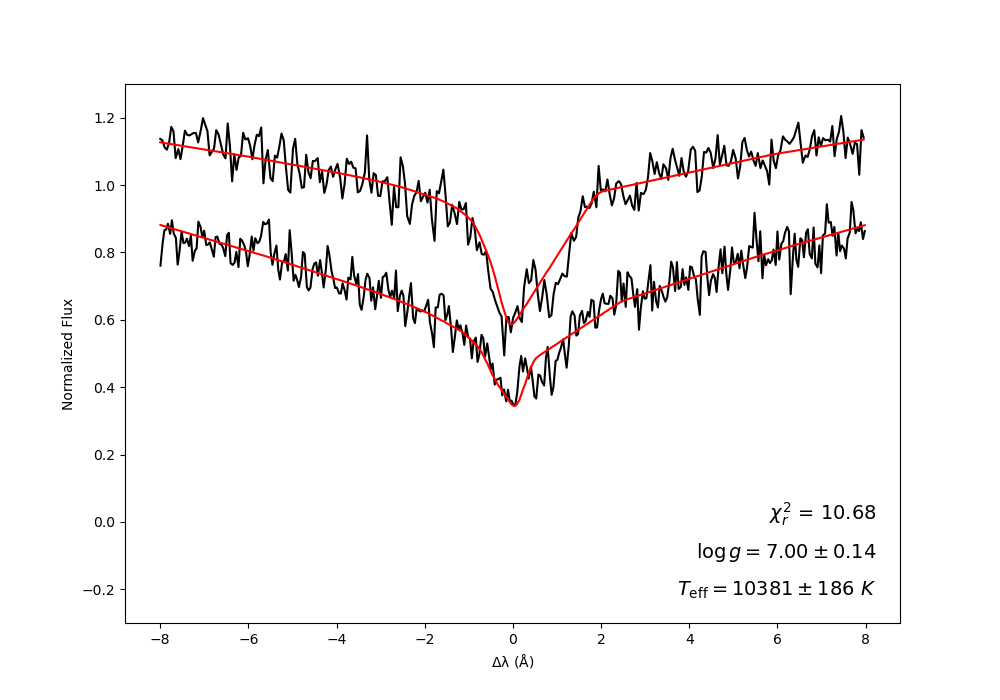 1.2
1.0
0.8
0.6
0.4
0.2
0.0
−0.2
Normalized Flux
χ²ᵣ = 10.68
log g = 7.00 ± 0.14
T_eff = 10381 ± 186 K
−8 −6 −4 −2 0 2 4 6 8
Δλ (Å)